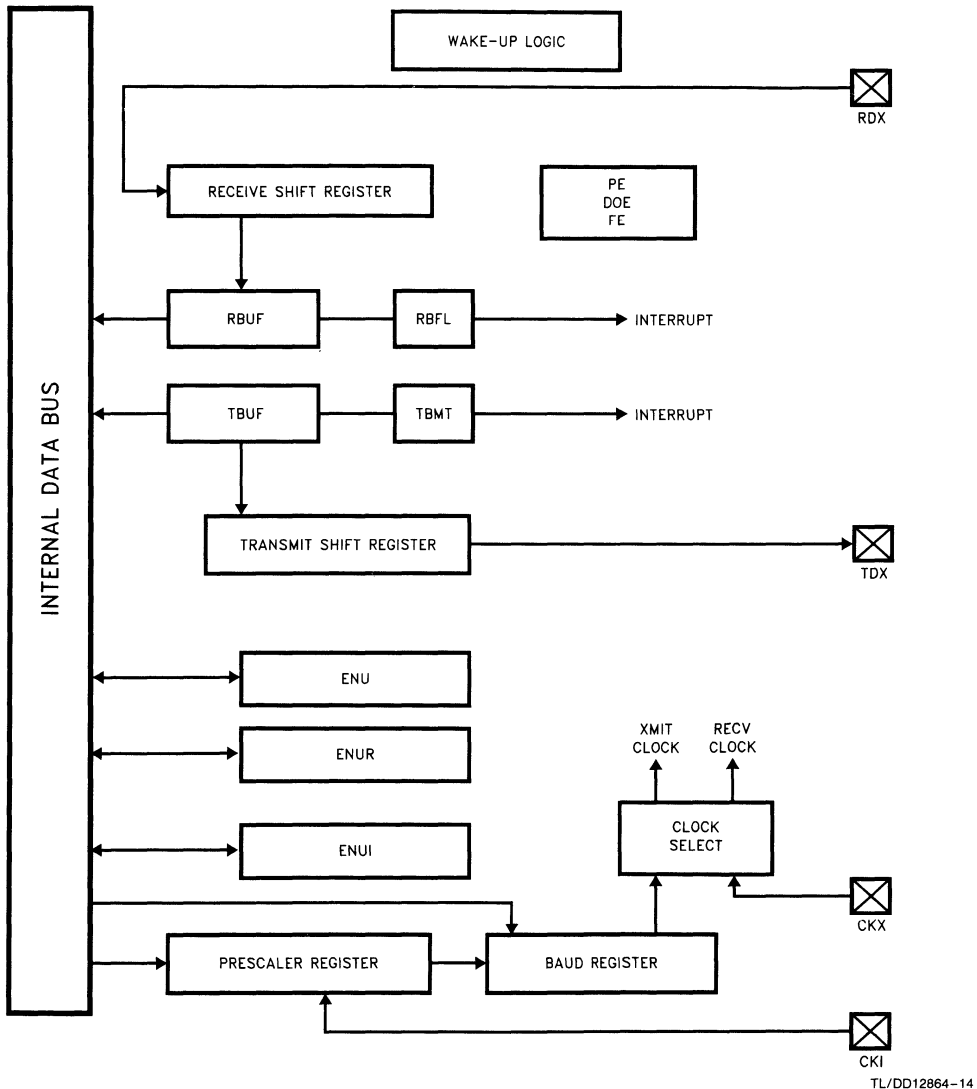 WAKE-UP LOGIC
RDX
RECEIVE SHIFT REGISTER
PE
DOE
FE
RBUF
RBFL
INTERRUPT
INTERNAL DATA BUS
TBUF
TBMT
INTERRUPT
TRANSMIT SHIFT REGISTER
TDX
ENU
ENUR
XMIT
CLOCK
RECV
CLOCK
ENUI
CLOCK
SELECT
CKX
PRESCALER REGISTER
BAUD REGISTER
CKI
TL/DD12864-14